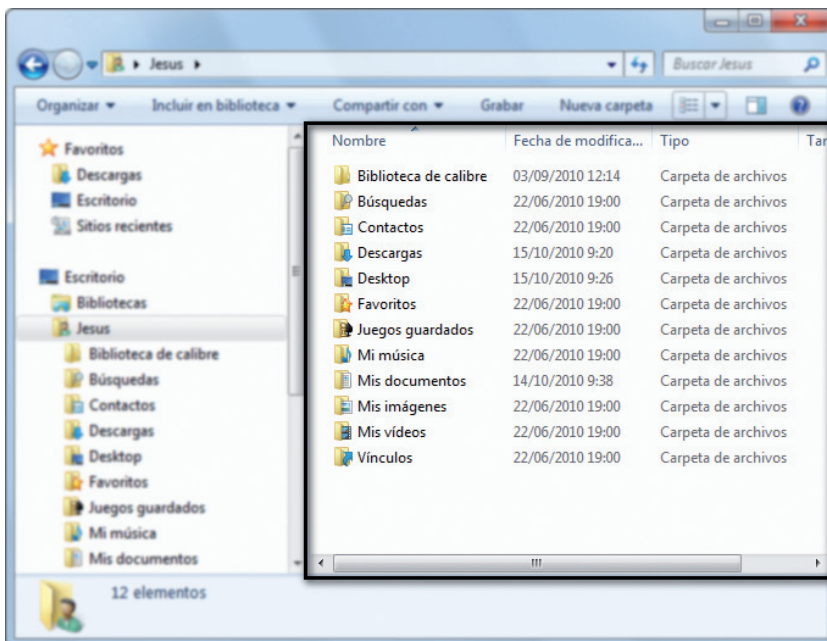 Jesus
Buscar Jesus
Organizar Incluir en biblioteca Compartir con Grabar Nueva carpeta
Favoritos
Descargas
Escritorio
Sitios recientes
Escritorio
Bibliotecas
Jesus
Biblioteca de calibre
Búsquedas
Contactos
Descargas
Desktop
Favoritos
Juegos guardados
Mi música
Mis documentos
Nombre Fecha de modifica... Tipo Tar
Biblioteca de calibre 03/09/2010 12:14 Carpeta de archivos
Búsquedas 22/06/2010 19:00 Carpeta de archivos
Contactos 22/06/2010 19:00 Carpeta de archivos
Descargas 15/10/2010 9:20 Carpeta de archivos
Desktop 15/10/2010 9:26 Carpeta de archivos
Favoritos 22/06/2010 19:00 Carpeta de archivos
Juegos guardados 22/06/2010 19:00 Carpeta de archivos
Mi música 22/06/2010 19:00 Carpeta de archivos
Mis documentos 14/10/2010 9:38 Carpeta de archivos
Mis imágenes 22/06/2010 19:00 Carpeta de archivos
Mis vídeos 22/06/2010 19:00 Carpeta de archivos
Vínculos 22/06/2010 19:00 Carpeta de archivos
12 elementos